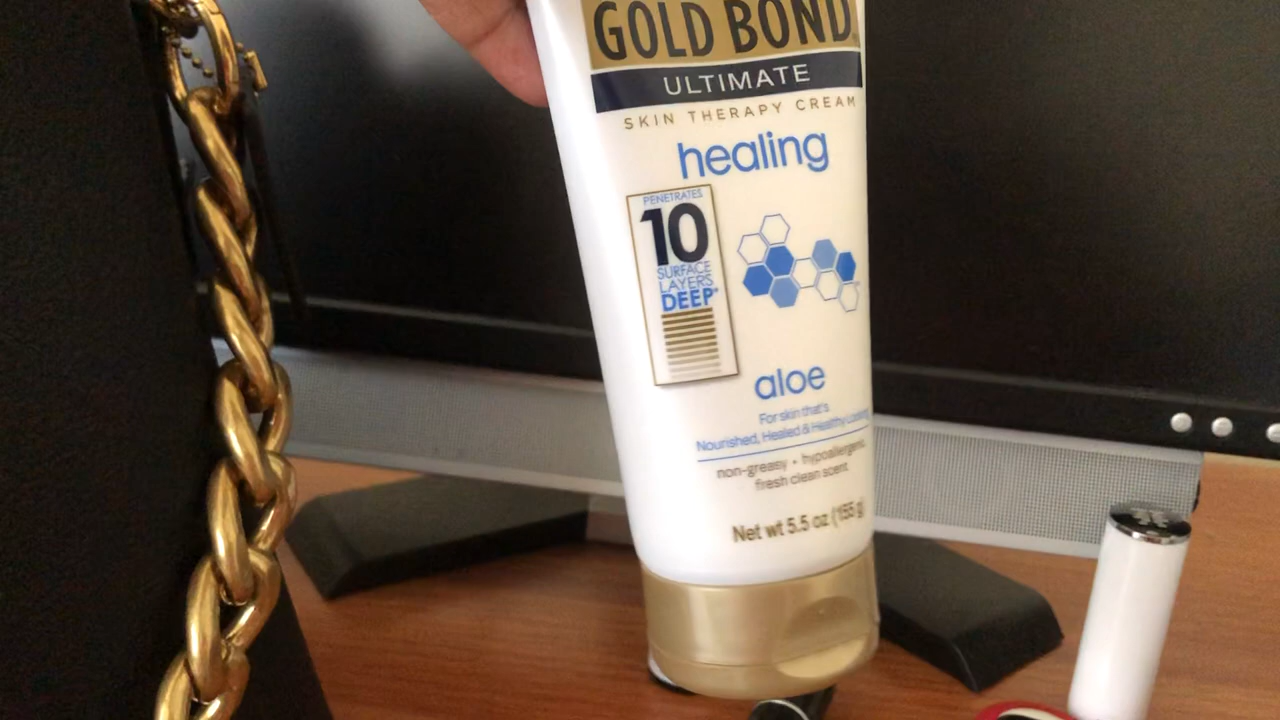 GOLD BOND
ULTIMATE
SKIN THERAPY CREAM
healing
PENETRATES
10
SURFACE
LAYERS
DEEP*
aloe
For skin that's
Nourished, Healed & Healthy-Looking
non-greasy • hypoallergenic
fresh clean scent
Net wt 5.5 oz (155 g)